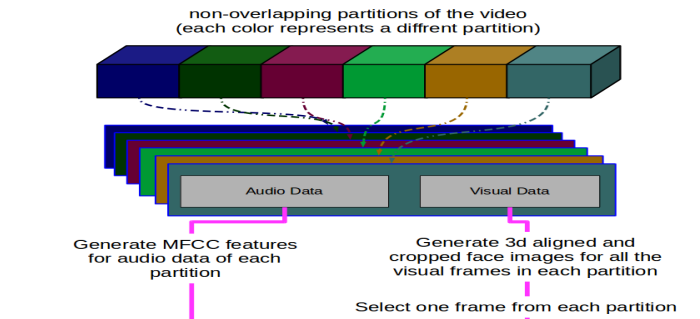 non-overlapping partitions of the video
(each color represents a diffrent partition)
Audio Data
Visual Data
Generate MFCC features
for audio data of each
partition
Generate 3d aligned and
cropped face images for all the
visual frames in each partition
Select one frame from each partition